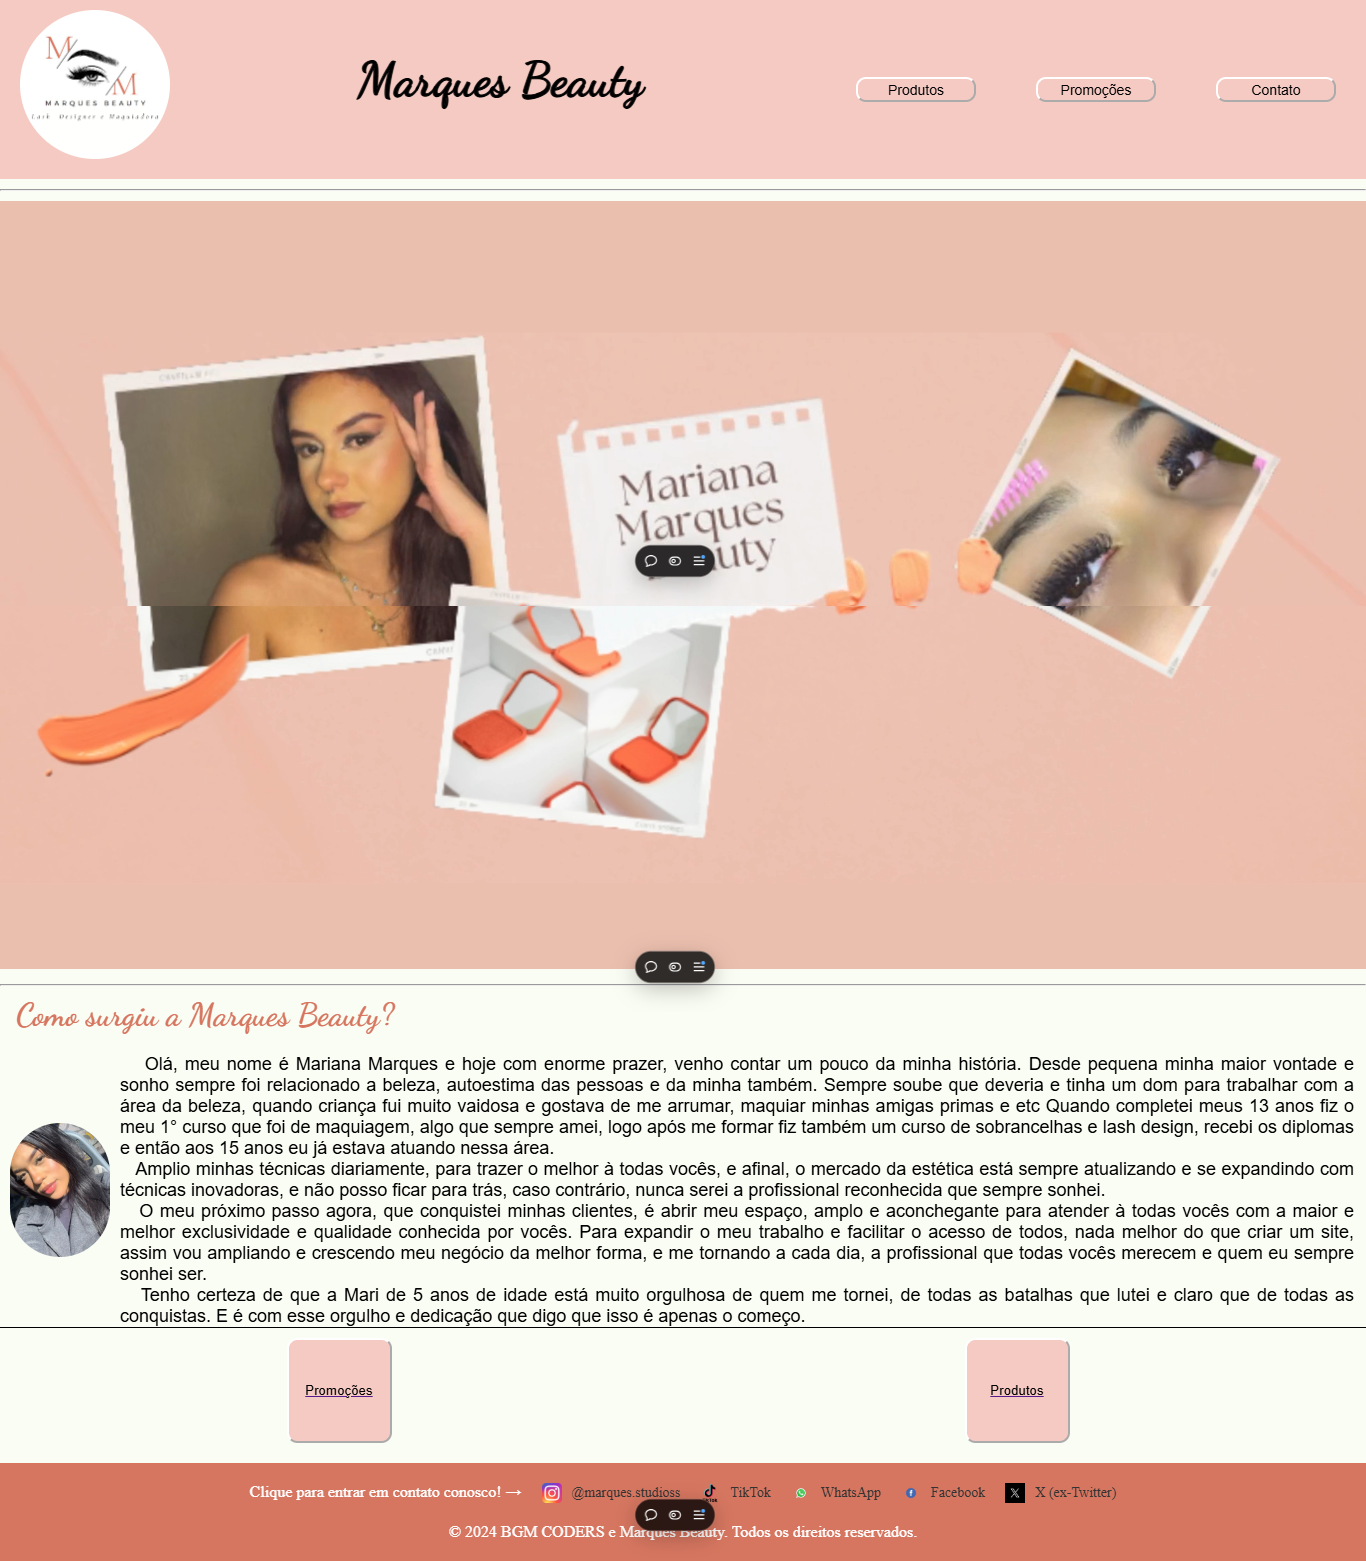 M
M
MARQUES BEAUTY
Lash Designer e Maquiadora
Marques Beauty
Produtos
Promoções
Contato
Mariana
Marques
Como surgiu a Marques Beauty?
Olá, meu nome é Mariana Marques e hoje com enorme prazer, venho contar um pouco da minha história. Desde pequena minha maior vontade e
sonho sempre foi relacionado a beleza, autoestima das pessoas e da minha também. Sempre soube que deveria e tinha um dom para trabalhar com a
área da beleza, quando criança fui muito vaidosa e gostava de me arrumar, maquiar minhas amigas primas e etc Quando completei meus 13 anos fiz o
meu 1° curso que foi de maquiagem, algo que sempre amei, logo após me formar fiz também um curso de sobrancelhas e lash design, recebi os diplomas
e então aos 15 anos eu já estava atuando nessa área.
Amplio minhas técnicas diariamente, para trazer o melhor à todas vocês, e afinal, o mercado da estética está sempre atualizando e se expandindo com
técnicas inovadoras, e não posso ficar para trás, caso contrário, nunca serei a profissional reconhecida que sempre sonhei.
O meu próximo passo agora, que conquistei minhas clientes, é abrir meu espaço, amplo e aconchegante para atender à todas vocês com a maior e
melhor exclusividade e qualidade conhecida por vocês. Para expandir o meu trabalho e facilitar o acesso de todos, nada melhor do que criar um site,
assim vou ampliando e crescendo meu negócio da melhor forma, e me tornando a cada dia, a profissional que todas vocês merecem e quem eu sempre
sonhei ser.
Tenho certeza de que a Mari de 5 anos de idade está muito orgulhosa de quem me tornei, de todas as batalhas que lutei e claro que de todas as
conquistas. E é com esse orgulho e dedicação que digo que isso é apenas o começo.
Promoções
Produtos
Clique para entrar em contato conosco! → @marques.studioss TikTok WhatsApp Facebook X (ex-Twitter)
© 2024 BGM CODERS e Marques Beauty. Todos os direitos reservados.